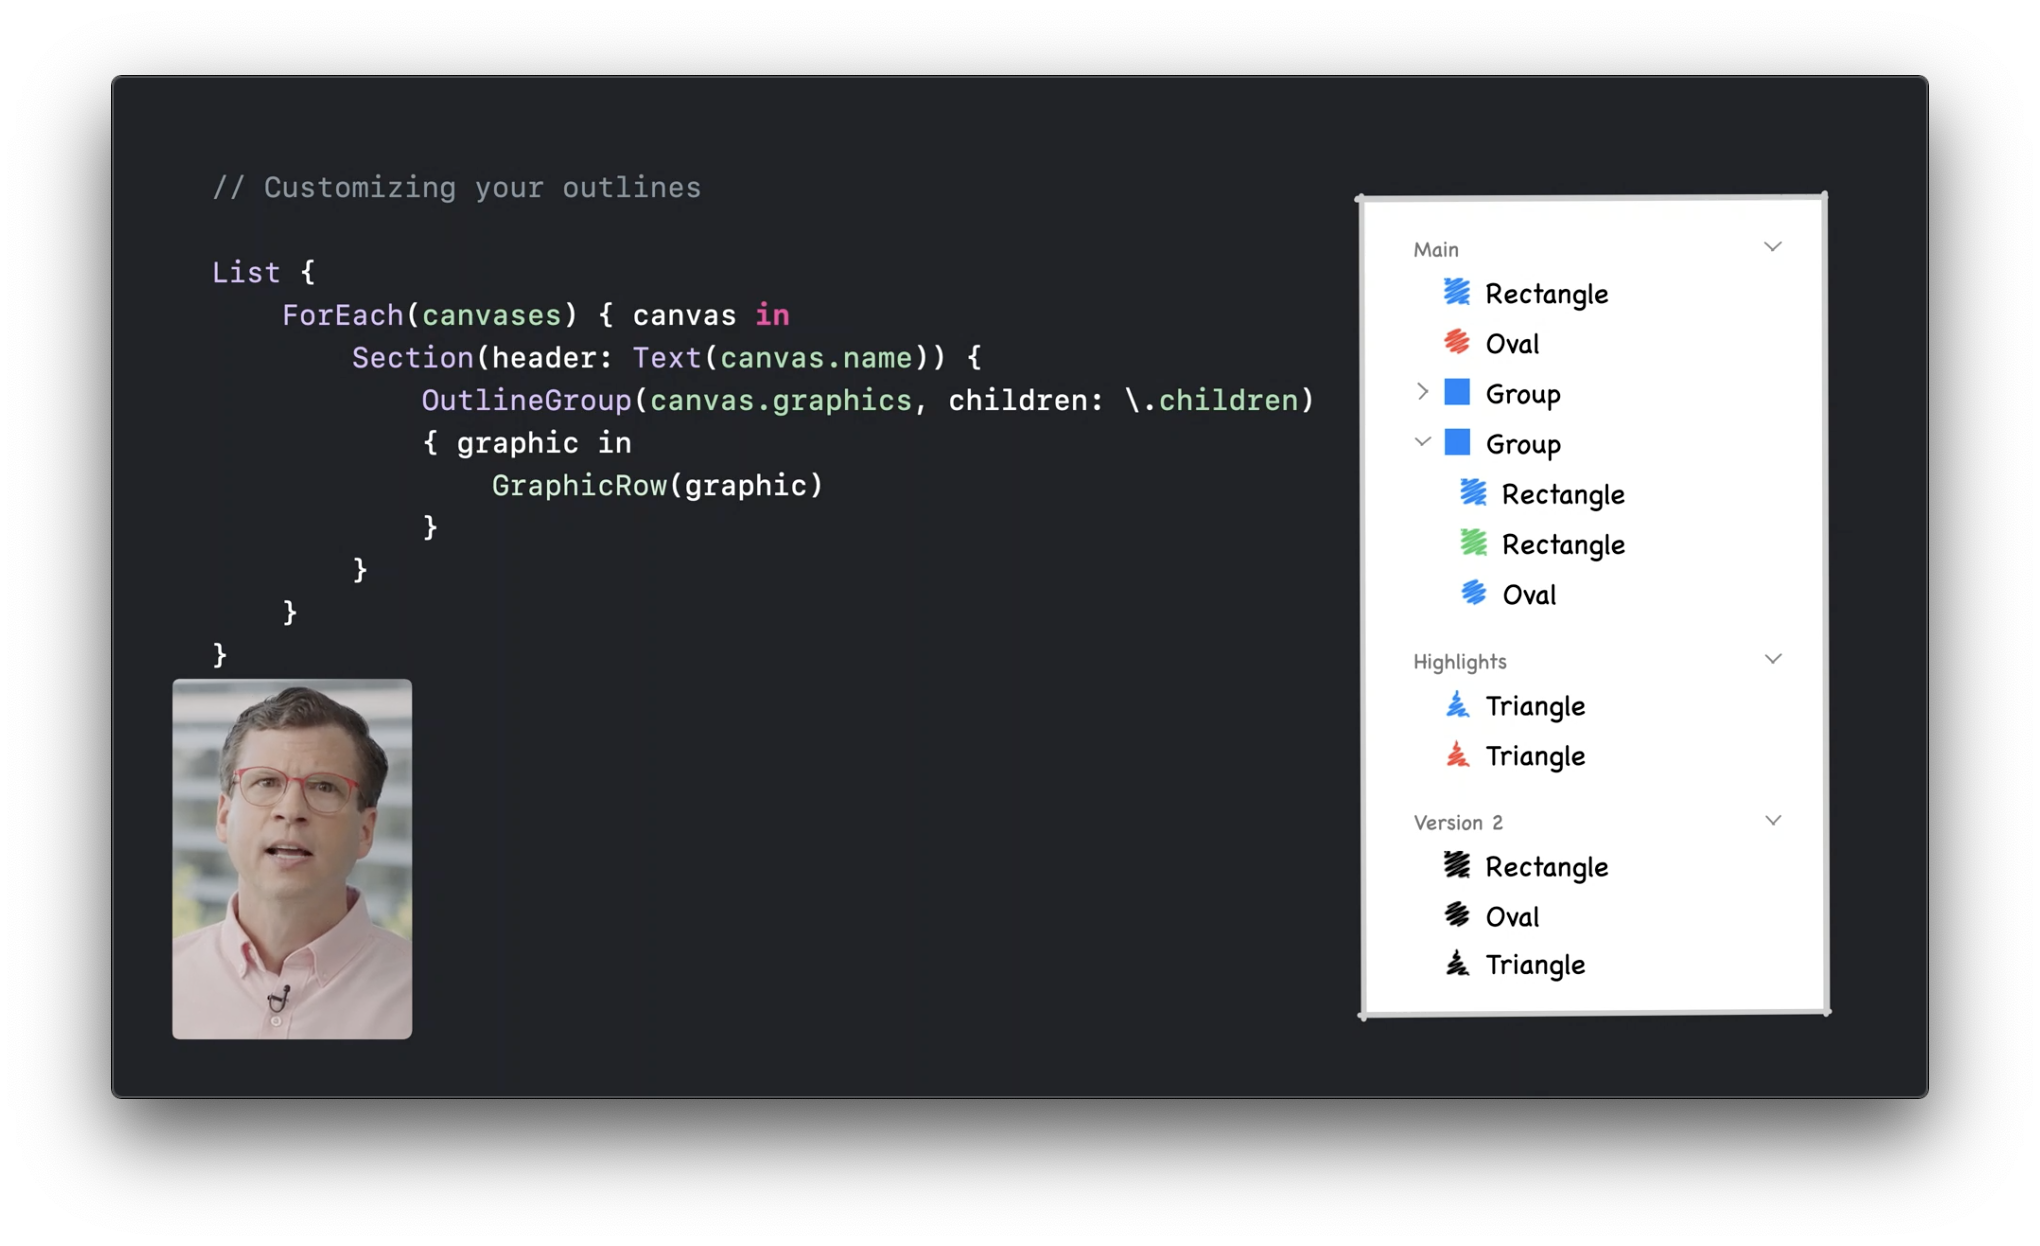 // Customizing your outlines
List {
ForEach(canvases) { canvas in
Section(header: Text(canvas.name)) {
OutlineGroup(canvas.graphics, children: \.children)
{ graphic in
GraphicRow(graphic)
}
}
}
}
Main
Rectangle
Oval
Group
Group
Rectangle
Rectangle
Oval
Highlights
Triangle
Triangle
Version 2
Rectangle
Oval
Triangle